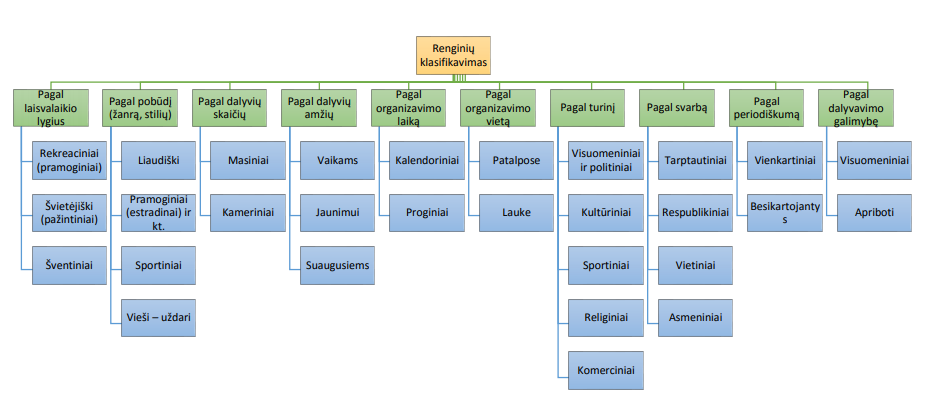 Renginių
klasifikavimas
Pagal
laisvalaikio
lygius
Rekreaciniai
(pramoginiai)
Švietėjiški
(pažintiniai)
Šventiniai
Pagal pobūdį
(žanrą, stilių)
Liaudiški
Pramoginiai
(estradinai) ir
kt.
Sportiniai
Vieši – uždari
Pagal dalyvių
skaičių
Masiniai
Kameriniai
Pagal dalyvių
amžių
Vaikams
Jaunimui
Suaugusiems
Pagal
organizavimo
laiką
Kalendoriniai
Proginiai
Pagal
organizavimo
vietą
Patalpose
Lauke
Pagal turinį
Visuomeniniai
ir politiniai
Kultūriniai
Sportiniai
Religiniai
Komerciniai
Pagal svarbą
Tarptautiniai
Respublikiniai
Vietiniai
Asmeniniai
Pagal
periodiškumą
Vienkartiniai
Besikartojanty
s
Pagal
dalyvavimo
galimybę
Visuomeniniai
Apriboti